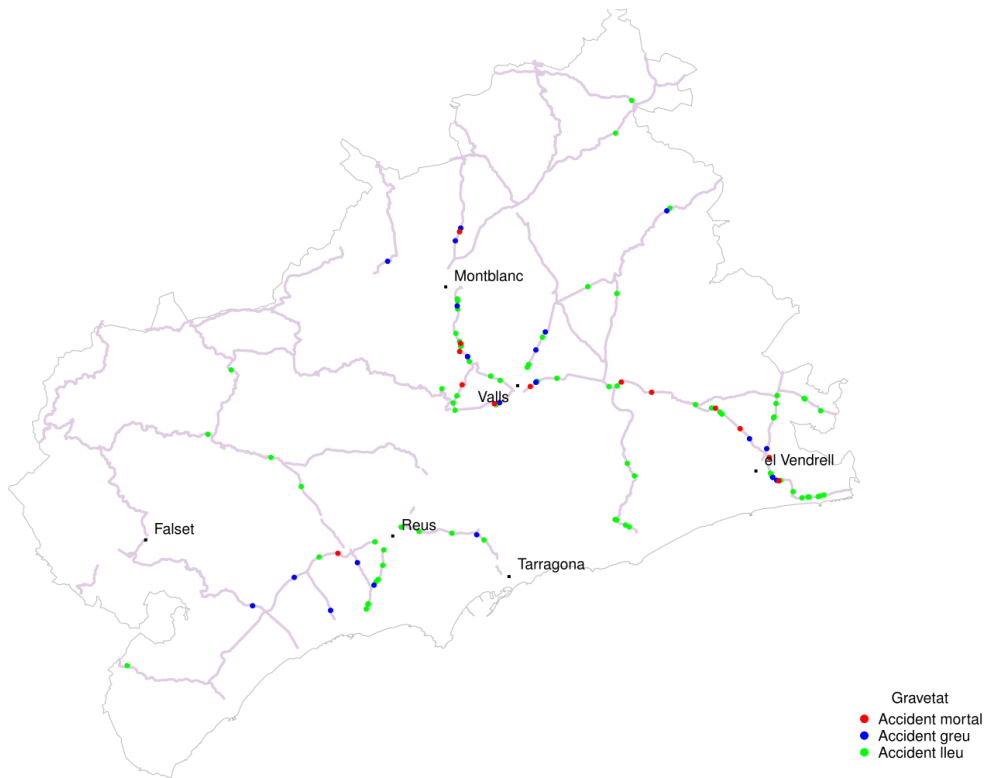 Montblanc
Valls
el Vendrell
Falset
Reus
Tarragona
Gravetat
Accident mortal
Accident greu
Accident lleu